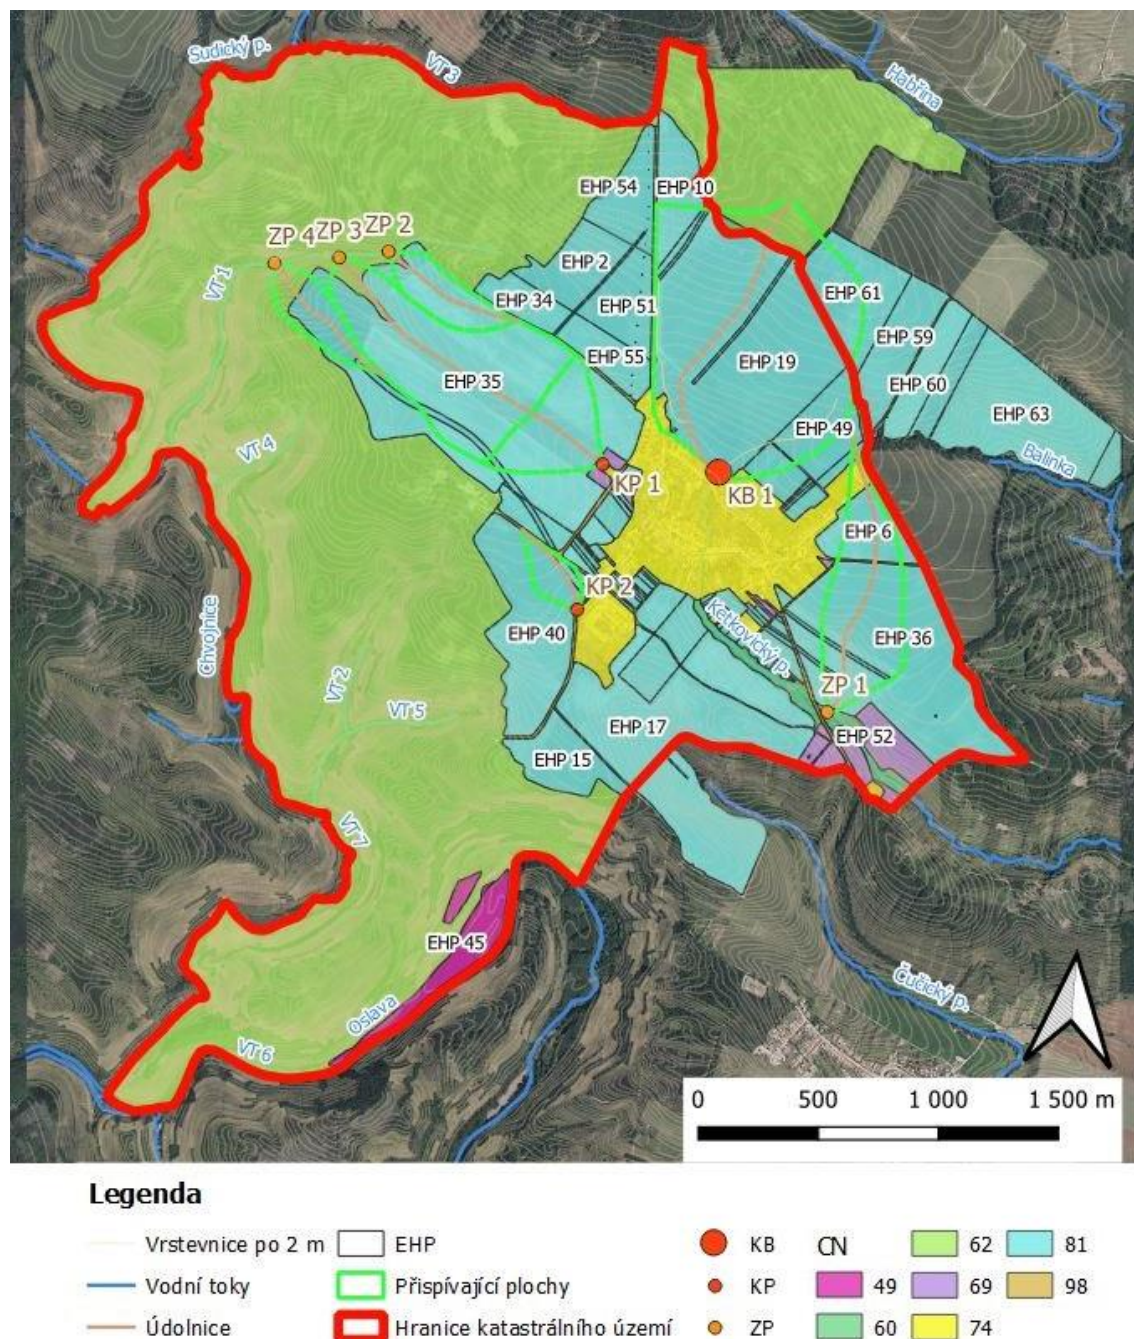 Sudický p.
VT 3
Habřina
EHP 54
EHP 10
ZP 4
ZP 3
ZP 2
VT 1
EHP 2
EHP 34
EHP 51
EHP 61
EHP 55
EHP 19
EHP 59
EHP 35
EHP 60
EHP 63
VT 4
EHP 49
Balinka
KP 1
KB 1
EHP 6
KP 2
Ketkovický p.
Chvojnice
EHP 40
EHP 36
VT 2
ZP 1
VT 5
EHP 17
EHP 52
EHP 15
VT 7
EHP 45
Čučický p.
Oslava
VT 6
0 500 1 000 1 500 m
Legenda
Vrstevnice po 2 m EHP KB CN 62 81
Vodní toky Přispívající plochy KP 49 69 98
Údolnice Hranice katastrálního území ZP 60 74